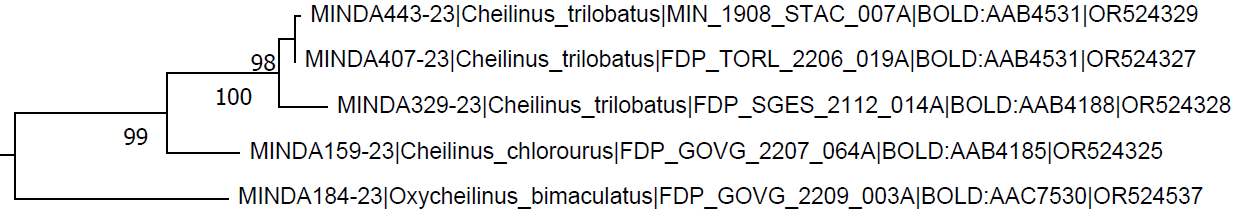 MINDA443-23|Cheilinus_trilobatus|MIN_1908_STAC_007A|BOLD:AAB4531|OR524329
MINDA407-23|Cheilinus_trilobatus|FDP_TORL_2206_019A|BOLD:AAB4531|OR524327
98
100
MINDA329-23|Cheilinus_trilobatus|FDP_SGES_2112_014A|BOLD:AAB4188|OR524328
99
MINDA159-23|Cheilinus_chlorourus|FDP_GOVG_2207_064A|BOLD:AAB4185|OR524325
MINDA184-23|Oxycheilinus_bimaculatus|FDP_GOVG_2209_003A|BOLD:AAC7530|OR524537